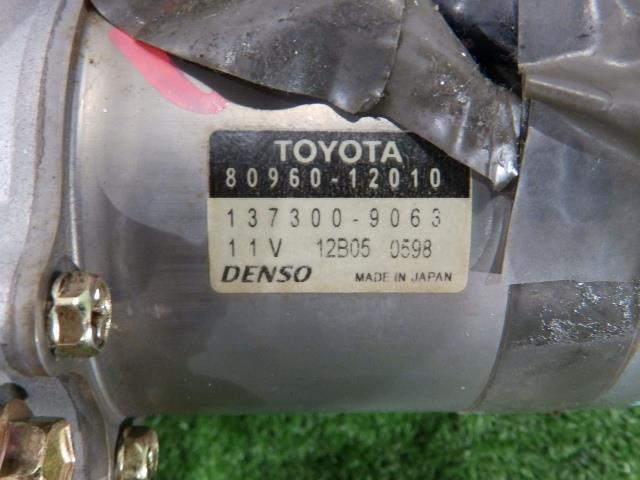 TOYOTA
80960-12010
137300-9063
11V 12B05 0598
DENSO MADE IN JAPAN